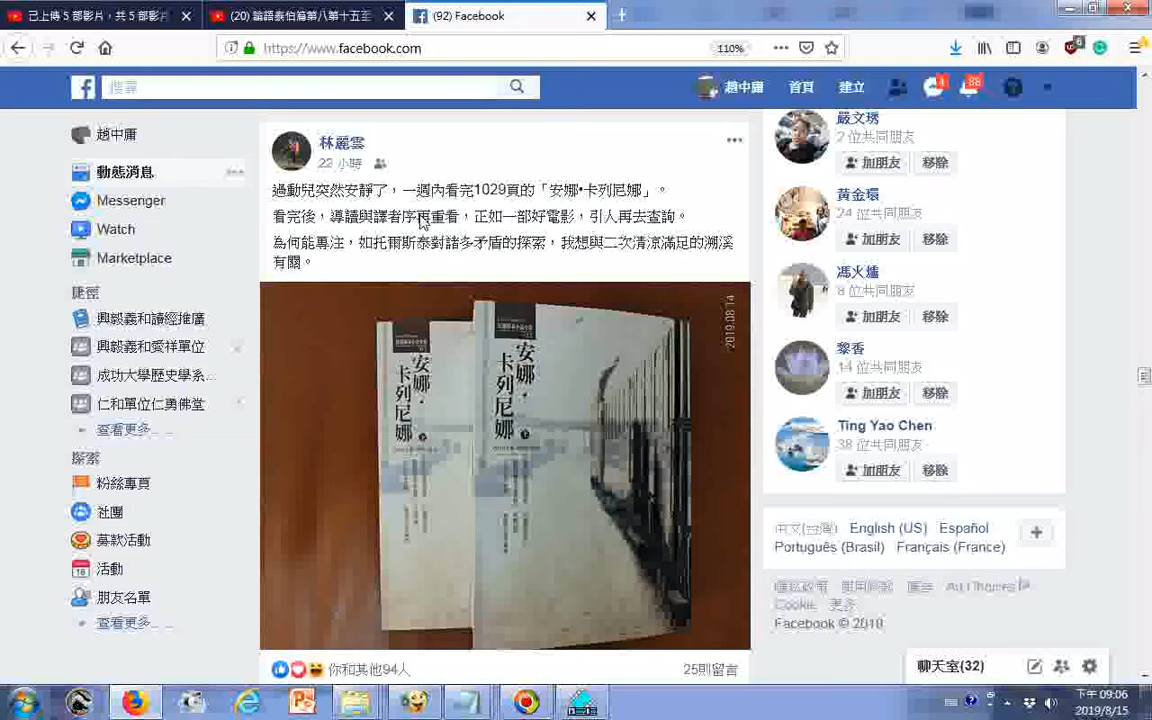 己上傳 5 部影片，共 5 部影片
(20) 論語泰伯篇第八第十五至
(92) Facebook
https://www.facebook.com
110%
搜尋
趙中庸
首頁
建立
4
88
趙中庸
動態消息
Messenger
Watch
Marketplace
捷徑
興毅義和讀經推廣
興毅義和愛祥單位
成功大學歷史學系...
仁和單位仁勇佛堂
查看更多...
探索
粉絲專頁
社團
募款活動
活動
朋友名單
查看更多...
林麗雲
22 小時
過動兒突然安靜了，一週內看完1029頁的「安娜•卡列尼娜」。
看完後，導讀與譯者序再重看，正如一部好電影，引人再去查詢。
為何能專注，如托爾斯泰對諸多矛盾的探索，我想與二次清涼滿足的溯溪
有關。
安娜・
卡列尼娜
安娜・
卡列尼娜
2019.08.14
你和其他94人
25則留言
嚴文琇
2 位共同朋友
加朋友
移除
黃金環
24 位共同朋友
加朋友
移除
馮火爐
8 位共同朋友
加朋友
移除
黎香
14 位共同朋友
加朋友
移除
Ting Yao Chen
38 位共同朋友
加朋友
移除
中文(台灣)
English (US)
Español
Português (Brasil)
Français (France)
Cookie
更多
Facebook © 2019
聊天室(32)
下午 09:06
2019/8/15